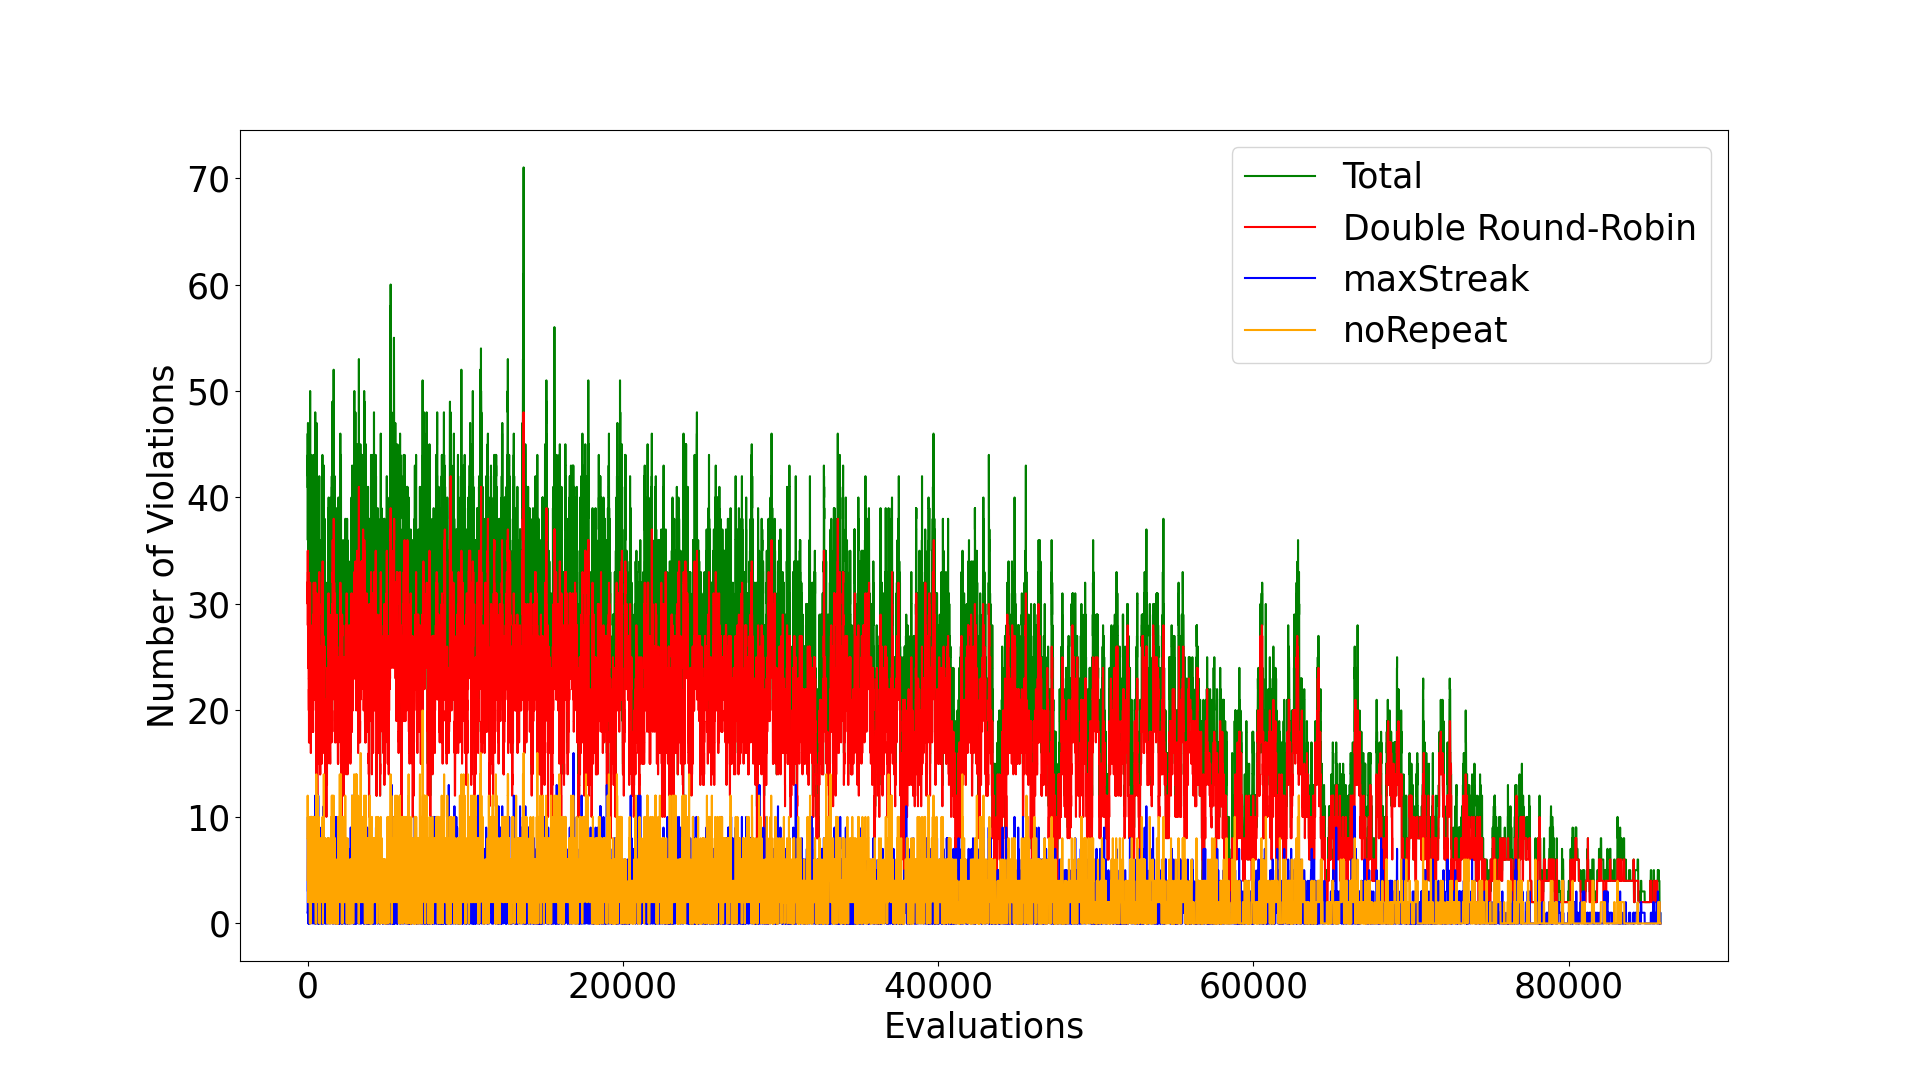 Total
Double Round-Robin
maxStreak
noRepeat
Number of Violations
70
60
50
40
30
20
10
0
0 20000 40000 60000 80000
Evaluations